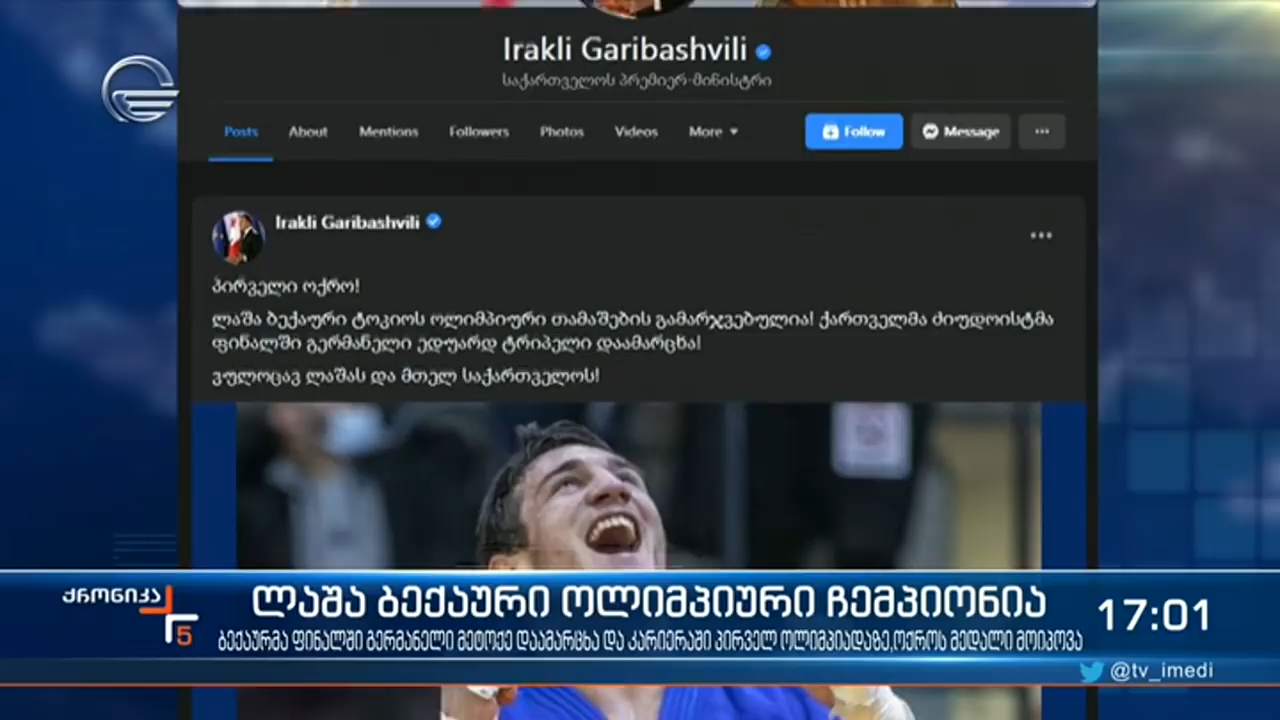 Irakli Garibashvili
საქართველოს პრემიერ-მინისტრი
Posts About Mentions Followers Photos Videos More Follow Message
Irakli Garibashvili
პირველი ოქრო!
ლაშა ბექაური ტოკიოს ოლიმპიური თამაშების გამარჯვებულია! ქართველმა ძიუდოისტმა
ფინალში გერმანელი ედუარდ ტრიპელი დაამარცხა!
ვულოცავ ლაშას და მთელ საქართველოს!
ქრონიკა
5
ლაშა ბექაური ოლიმპიური ჩემპიონია
ბექაურმა ფინალში გერმანელი მეტოქე დაამარცხა და კარიერაში პირველ ოლიმპიადაზე,ოქროს მედალი მოიპოვა
17:01
@tv_imedi